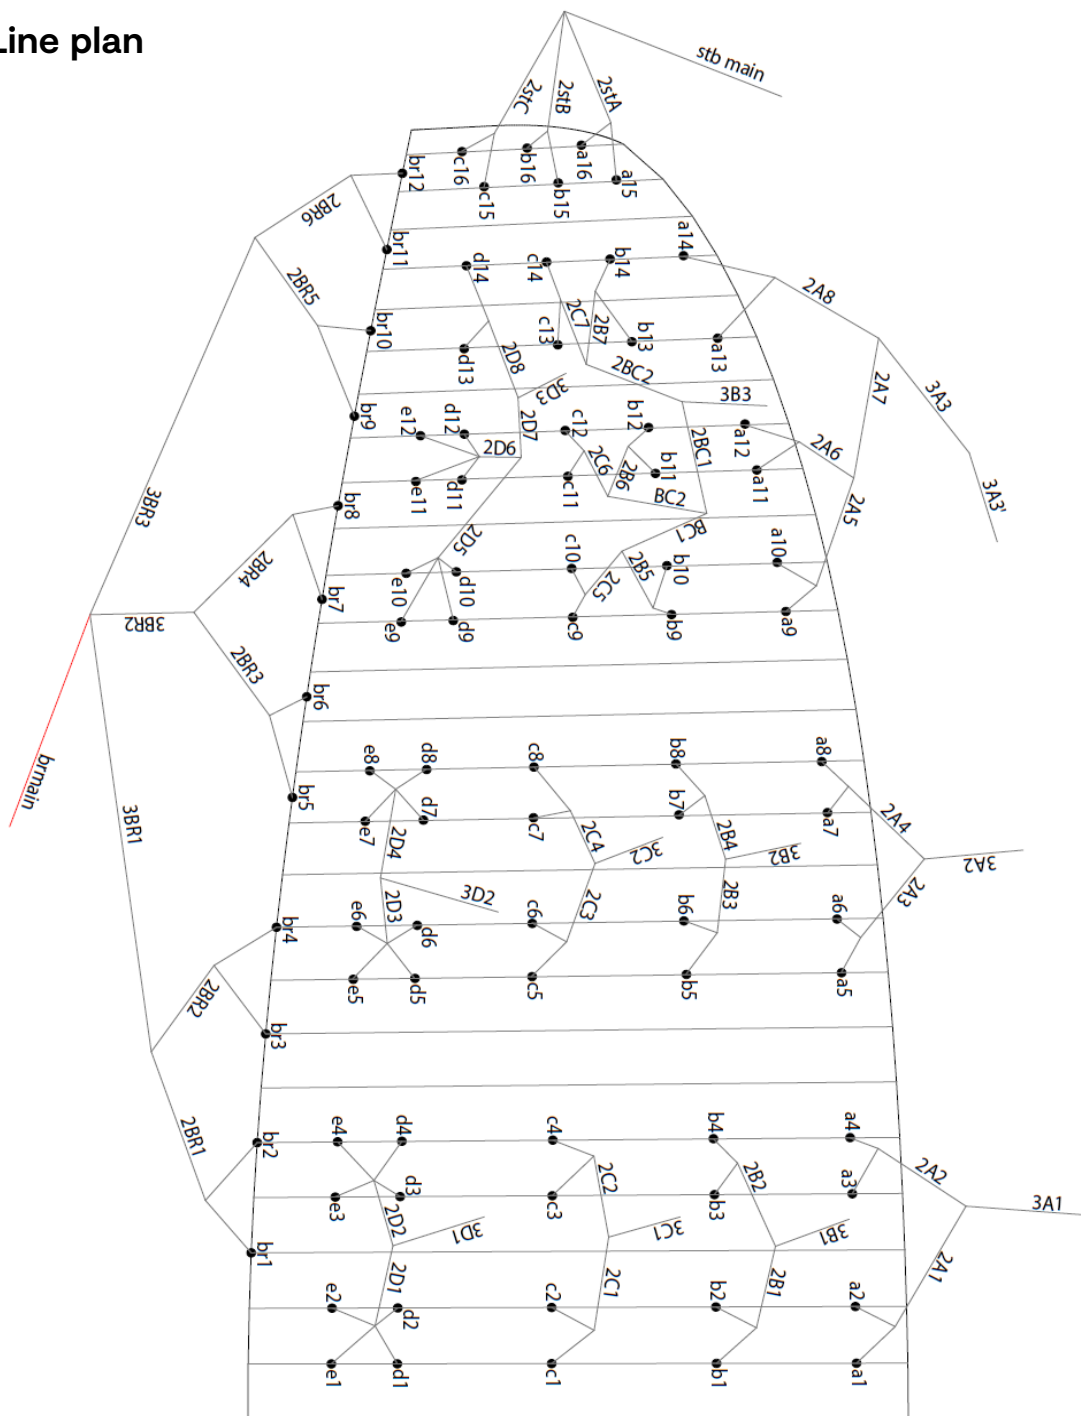 Line plan
stb main
2stC
2stB
2stA
c16
b16
a16
br12
c15
b15
a15
2BR6
br11
d14
c14
b14
a14
2A8
2BR5
br10
d13
c13
2C7
2B7
b13
a13
2D8
2BC2
3D3
3B3
2A7
3A3
br9
e12
d12
2D7
c12
b12
2BC1
a12
2A6
2D6
2C6
2B6
b11
e11
d11
c11
BC2
a11
3BR3
br8
2D5
BC1
2A5
3A3'
c10
a10
2BR4
e10
d10
2C5
2B5
b10
br7
e9
d9
c9
b9
a9
3BR2
2BR3
br6
e8
d8
c8
b8
a8
brmain
br5
e7
d7
c7
b7
a7
3BR1
2D4
2C4
3C2
2B4
3B2
2A4
3A2
2D3
3D2
2C3
2B3
2A3
br4
e6
d6
c6
b6
a6
2BR2
e5
d5
c5
b5
a5
br3
2BR1
br2
e4
d4
c4
b4
a4
2C2
2B2
2A2
e3
d3
c3
b3
a3
2D2
3D1
3C1
3B1
3A1
br1
2D1
2C1
2B1
2A1
e2
d2
c2
b2
a2
e1
d1
c1
b1
a1